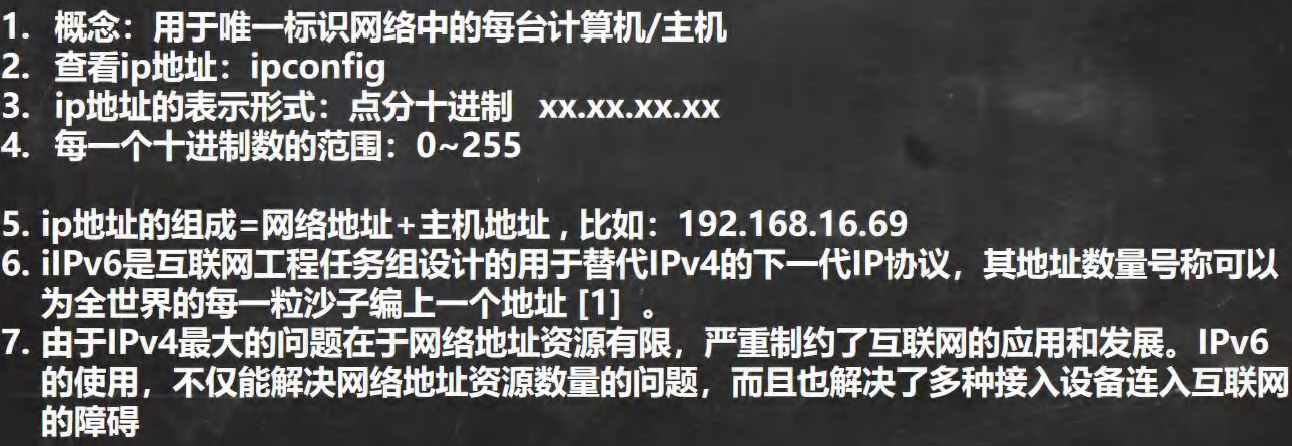 1. 概念：用于唯一标识网络中的每台计算机/主机
2. 查看ip地址：ipconfig
3. ip地址的表示形式：点分十进制 xx.xx.xx.xx
4. 每一个十进制数的范围：0~255
5. ip地址的组成=网络地址+主机地址，比如：192.168.16.69
6. iIPv6是互联网工程任务组设计的用于替代IPv4的下一代IP协议，其地址数量号称可以
为全世界的每一粒沙子编上一个地址 [1] 。
7. 由于IPv4最大的问题在于网络地址资源有限，严重制约了互联网的应用和发展。IPv6
的使用，不仅能解决网络地址资源数量的问题，而且也解决了多种接入设备连入互联网
的障碍